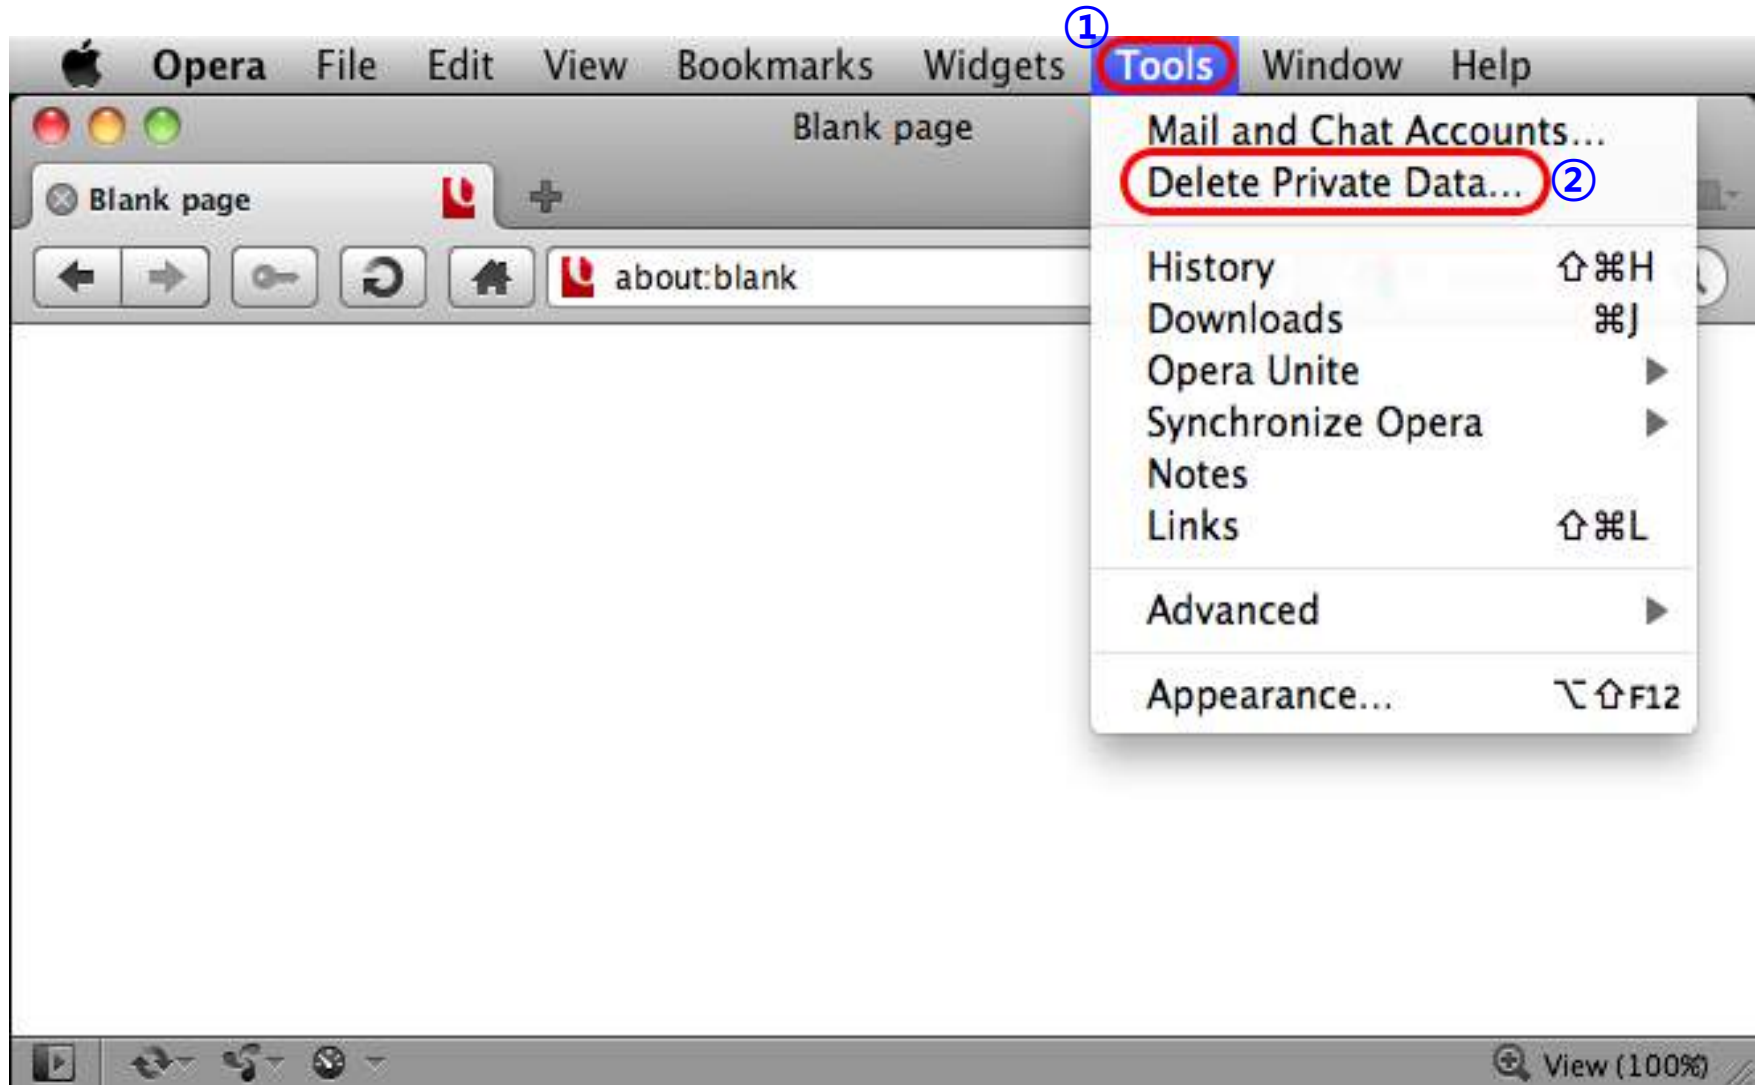 ①
Opera File Edit View Bookmarks Widgets Tools Window Help
Blank page
Mail and Chat Accounts...
Delete Private Data... ②
Blank page
about:blank
History ⇧⌘H
Downloads ⌘J
Opera Unite ▶
Synchronize Opera ▶
Notes
Links ⇧⌘L
Advanced ▶
Appearance... ⌥⇧F12
View (100%)